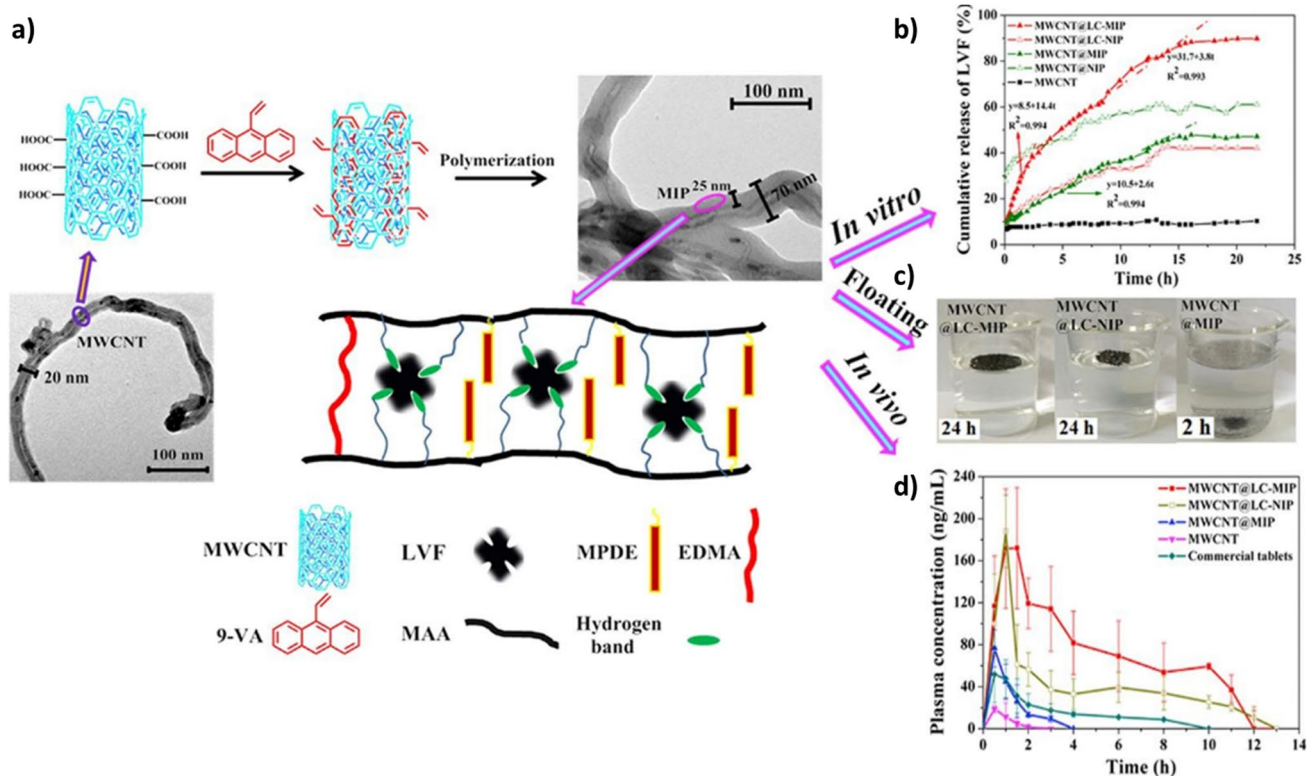 a)
HOOC
COOH
HOOC
COOH
HOOC
COOH
Polymerization
100 nm
MIP
25 nm
70 nm
MWCNT
20 nm
100 nm
In vitro
Floating
In vivo
MWCNT
LVF
MPDE
EDMA
9-VA
MAA
Hydrogen
band
b)
Cumulative release of LVF (%)
100
80
60
40
20
0
MWCNT@LC-MIP
MWCNT@LC-NIP
MWCNT@MIP
MWCNT@NIP
MWCNT
y=31.7+3.8t
R²=0.993
y=8.5+14.4t
R²=0.994
y=10.5+2.6t
R²=0.994
0 5 10 15 20 25
Time (h)
c)
MWCNT
@LC-MIP
24 h
MWCNT
@LC-NIP
24 h
MWCNT
@MIP
2 h
d)
Plasma concentration (ng/mL)
240
200
160
120
80
40
0
MWCNT@LC-MIP
MWCNT@LC-NIP
MWCNT@MIP
MWCNT
Commercial tablets
0 2 4 6 8 10 12 14
Time (h)